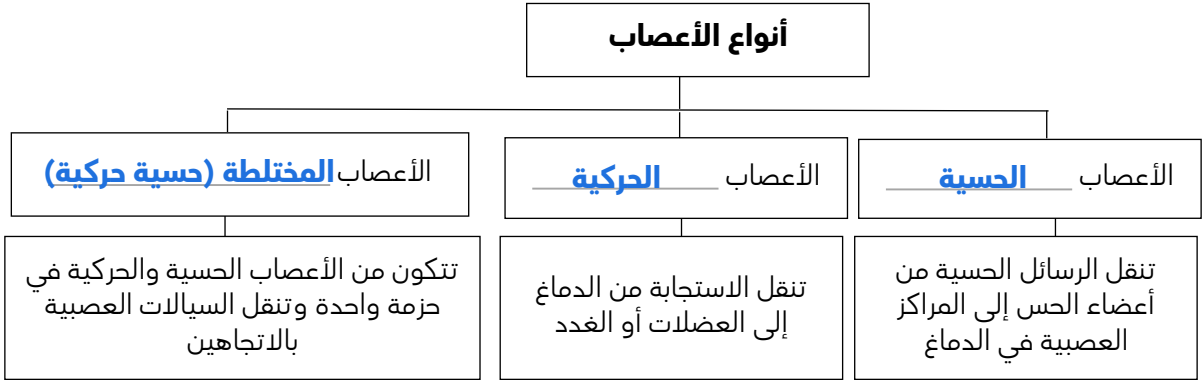 أنواع الأعصاب
الأعصاب الحسية
الأعصاب الحركية
الأعصاب المختلطة (حسية حركية)
تنقل الرسائل الحسية من
أعضاء الحس إلى المراكز
العصبية في الدماغ
تنقل الاستجابة من الدماغ
إلى العضلات أو الغدد
تتكون من الأعصاب الحسية والحركية في
حزمة واحدة وتنقل السيالات العصبية
بالاتجاهين